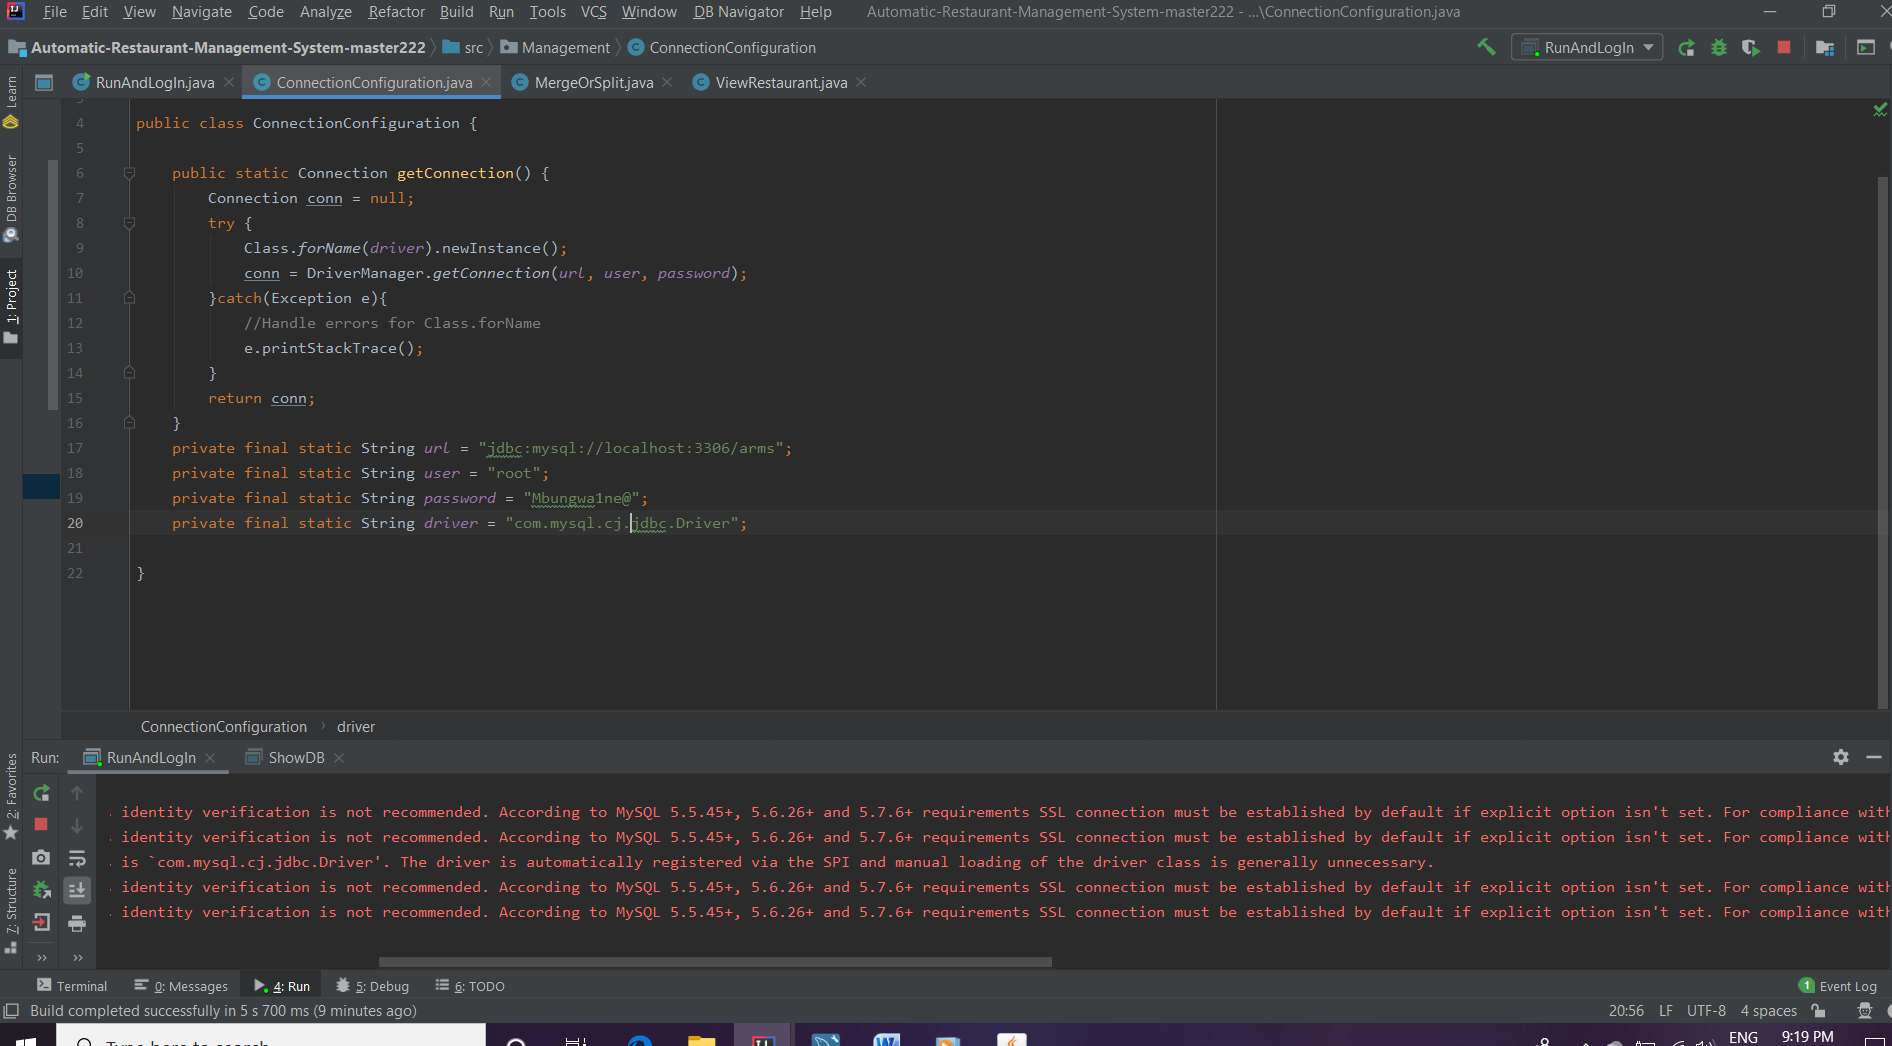 File Edit View Navigate Code Analyze Refactor Build Run Tools VCS Window DB Navigator Help Automatic-Restaurant-Management-System-master222 - ...\ConnectionConfiguration.java
Automatic-Restaurant-Management-System-master222 src Management ConnectionConfiguration RunAndLogIn
RunAndLogIn.java ConnectionConfiguration.java MergeOrSplit.java ViewRestaurant.java
Learn
DB Browser
1: Project
2: Favorites
7: Structure
4 public class ConnectionConfiguration {
5
6 public static Connection getConnection() {
7 Connection conn = null;
8 try {
9 Class.forName(driver).newInstance();
10 conn = DriverManager.getConnection(url, user, password);
11 }catch(Exception e){
12 //Handle errors for Class.forName
13 e.printStackTrace();
14 }
15 return conn;
16 }
17 private final static String url = "jdbc:mysql://localhost:3306/arms";
18 private final static String user = "root";
19 private final static String password = "Mbungwa1ne@";
20 private final static String driver = "com.mysql.cj.jdbc.Driver";
21
22 }
ConnectionConfiguration driver
Run: RunAndLogIn ShowDB
identity verification is not recommended. According to MySQL 5.5.45+, 5.6.26+ and 5.7.6+ requirements SSL connection must be established by default if explicit option isn't set. For compliance with
identity verification is not recommended. According to MySQL 5.5.45+, 5.6.26+ and 5.7.6+ requirements SSL connection must be established by default if explicit option isn't set. For compliance with
is `com.mysql.cj.jdbc.Driver'. The driver is automatically registered via the SPI and manual loading of the driver class is generally unnecessary.
identity verification is not recommended. According to MySQL 5.5.45+, 5.6.26+ and 5.7.6+ requirements SSL connection must be established by default if explicit option isn't set. For compliance with
identity verification is not recommended. According to MySQL 5.5.45+, 5.6.26+ and 5.7.6+ requirements SSL connection must be established by default if explicit option isn't set. For compliance with
Terminal 0: Messages 4: Run 5: Debug 6: TODO 1 Event Log
Build completed successfully in 5 s 700 ms (9 minutes ago) 20:56 LF UTF-8 4 spaces
Type here to search ENG 9:19 PM